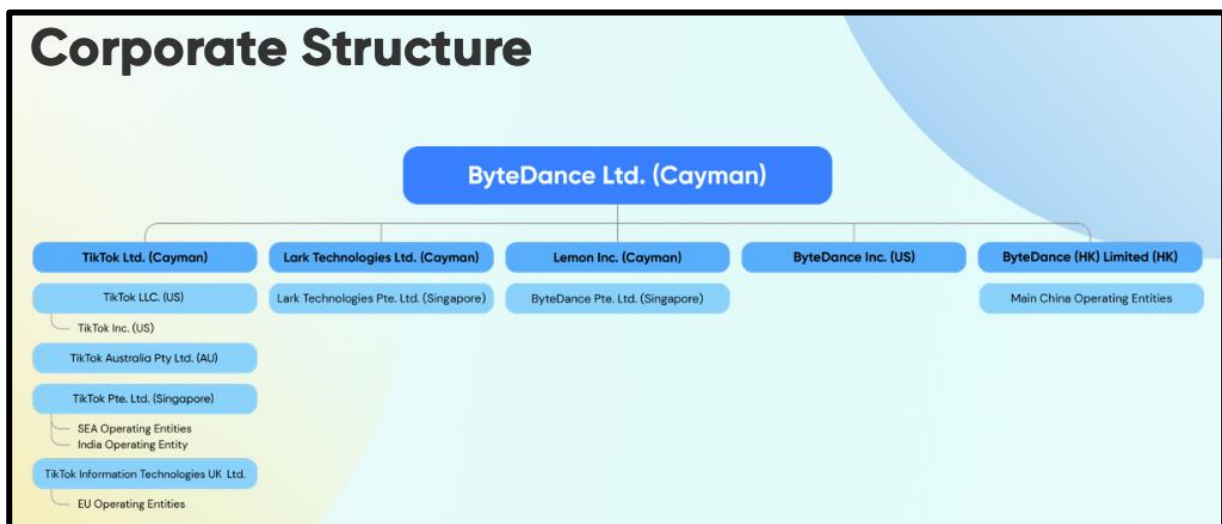 Corporate Structure
ByteDance Ltd. (Cayman)
TikTok Ltd. (Cayman)
Lark Technologies Ltd. (Cayman)
Lemon Inc. (Cayman)
ByteDance Inc. (US)
ByteDance (HK) Limited (HK)
TikTok LLC. (US)
Lark Technologies Pte. Ltd. (Singapore)
ByteDance Pte. Ltd. (Singapore)
Main China Operating Entities
TikTok Inc. (US)
TikTok Australia Pty Ltd. (AU)
TikTok Pte. Ltd. (Singapore)
SEA Operating Entities
India Operating Entity
TikTok Information Technologies UK Ltd.
EU Operating Entities